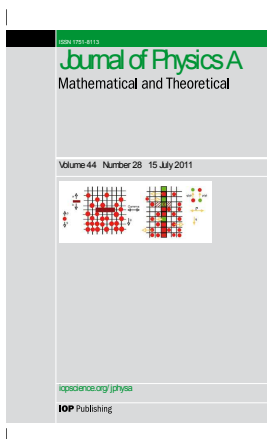 ISSN 1751-8113
Journal of Physics A
Mathematical and Theoretical
Volume 44 Number 28 15 July 2011
iopscience.org/jphysa
IOP Publishing